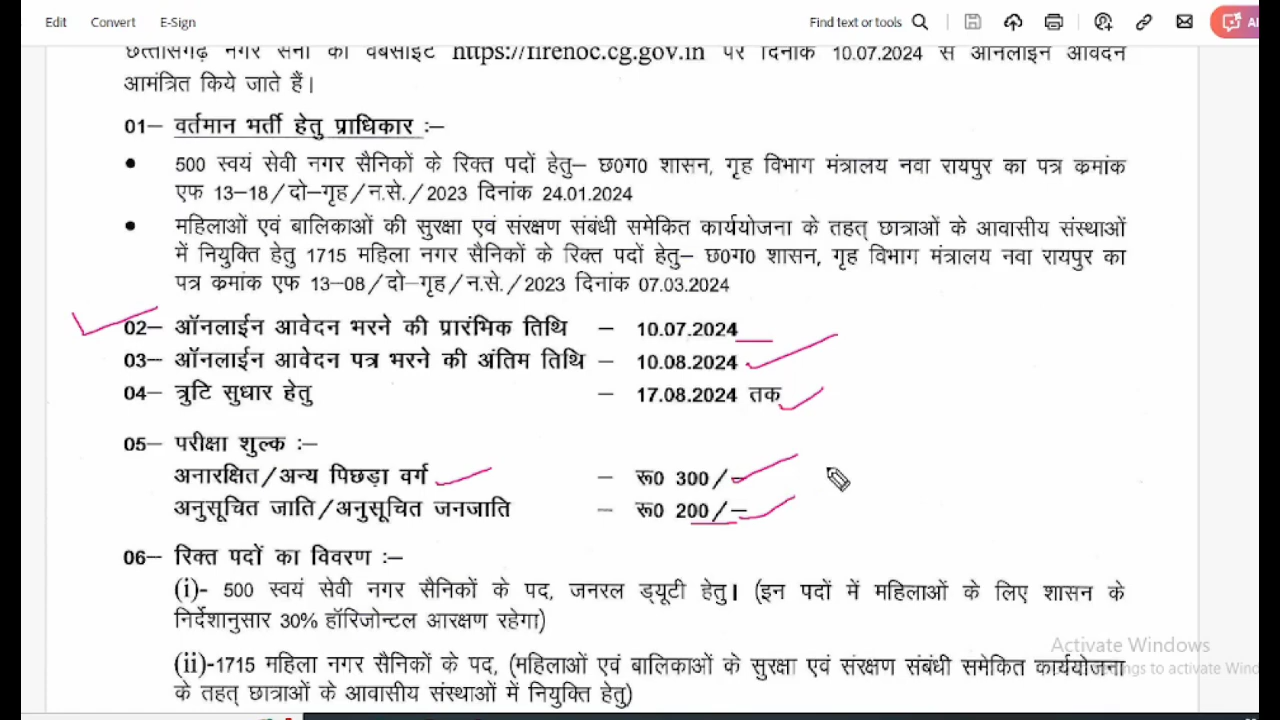 Edit Convert E-Sign Find text or tools AI
छत्तीसगढ़ नगर सेना की वेबसाईट https://firenoc.cg.gov.in पर दिनांक 10.07.2024 से ऑनलाईन आवेदन
आमंत्रित किये जाते हैं।
01– वर्तमान भर्ती हेतु प्राधिकार :–
● 500 स्वयं सेवी नगर सैनिकों के रिक्त पदों हेतु– छ0ग0 शासन, गृह विभाग मंत्रालय नवा रायपुर का पत्र क्रमांक
एफ 13–18/दो–गृह/न.से./2023 दिनांक 24.01.2024
● महिलाओं एवं बालिकाओं की सुरक्षा एवं संरक्षण संबंधी समेकित कार्ययोजना के तहत् छात्राओं के आवासीय संस्थाओं
में नियुक्ति हेतु 1715 महिला नगर सैनिकों के रिक्त पदों हेतु– छ0ग0 शासन, गृह विभाग मंत्रालय नवा रायपुर का
पत्र क्रमांक एफ 13–08/दो–गृह/न.से./2023 दिनांक 07.03.2024
02– ऑनलाईन आवेदन भरने की प्रारंभिक तिथि – 10.07.2024
03– ऑनलाईन आवेदन पत्र भरने की अंतिम तिथि – 10.08.2024
04– त्रुटि सुधार हेतु – 17.08.2024 तक
05– परीक्षा शुल्क :–
अनारक्षित/अन्य पिछड़ा वर्ग – रू0 300/–
अनुसूचित जाति/अनुसूचित जनजाति – रू0 200/–
06– रिक्त पदों का विवरण :–
(i)- 500 स्वयं सेवी नगर सैनिकों के पद, जनरल ड्यूटी हेतु। (इन पदों में महिलाओं के लिए शासन के
निर्देशानुसार 30% हॉरिजोन्टल आरक्षण रहेगा)
Activate Windows
(ii)-1715 महिला नगर सैनिकों के पद, (महिलाओं एवं बालिकाओं के सुरक्षा एवं संरक्षण संबंधी समेकित कार्ययोजना
to activate
के तहत् छात्राओं के आवासीय संस्थाओं में नियुक्ति हेतु)